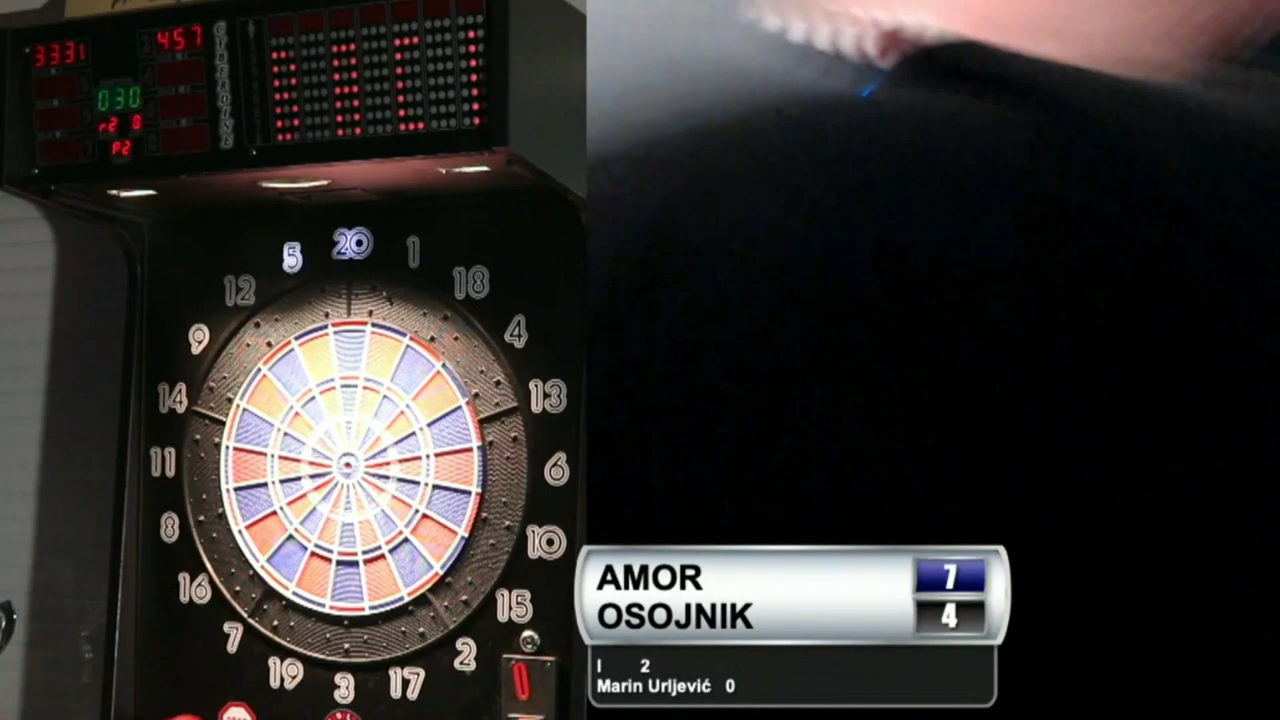 3331
457
CYBERDINE
030
r2 0
P2
5 20 1
12 18
9 4
14 13
11 6
8 10
16 15
7 2
19 3 17
AMOR 7
OSOJNIK 4
I 2
Marin Urljević 0